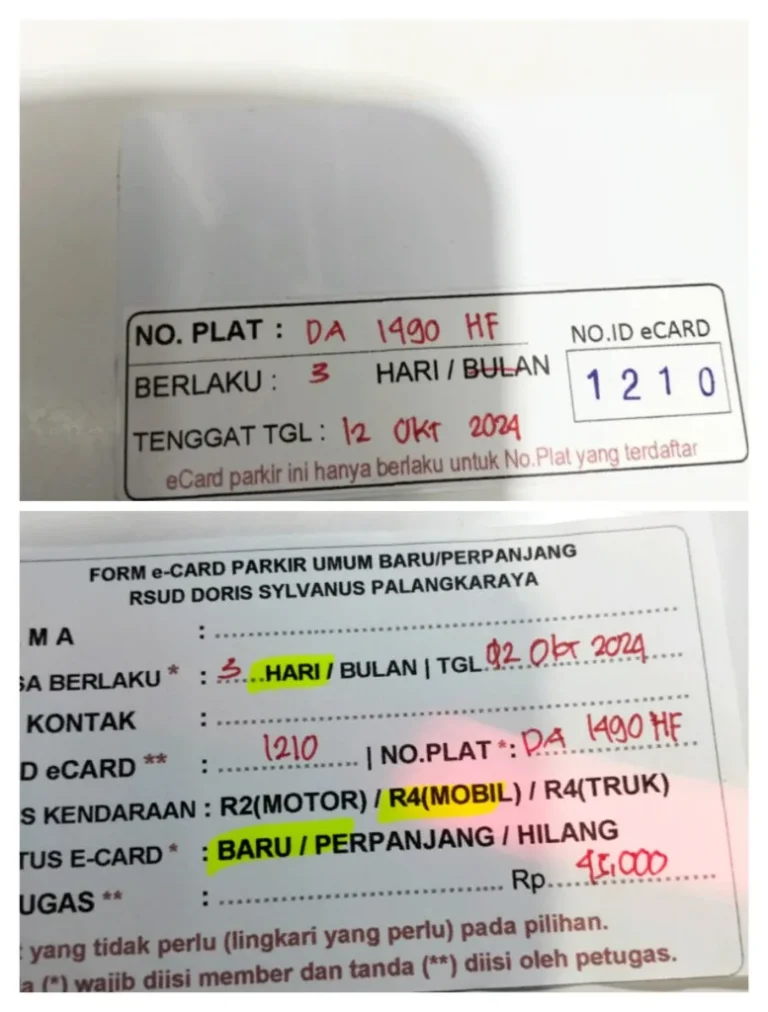 NO. PLAT : DA 1490 HF
NO.ID eCARD
BERLAKU : 3 HARI / BULAN
1210
TENGGAT TGL : 12 Okt 2024
eCard parkir ini hanya berlaku untuk No.Plat yang terdaftar
FORM e-CARD PARKIR UMUM BARU/PERPANJANG
RSUD DORIS SYLVANUS PALANGKARAYA
M A : 
SA BERLAKU * : 3 HARI / BULAN | TGL 12 Okt 2024
KONTAK :
D eCARD ** : 1210 | NO.PLAT *: DA 1490 HF
S KENDARAAN : R2(MOTOR) / R4(MOBIL) / R4(TRUK)
TUS E-CARD * : BARU / PERPANJANG / HILANG
UGAS ** : Rp. 45,000
yang tidak perlu (lingkari yang perlu) pada pilihan.
a (*) wajib diisi member dan tanda (**) diisi oleh petugas.